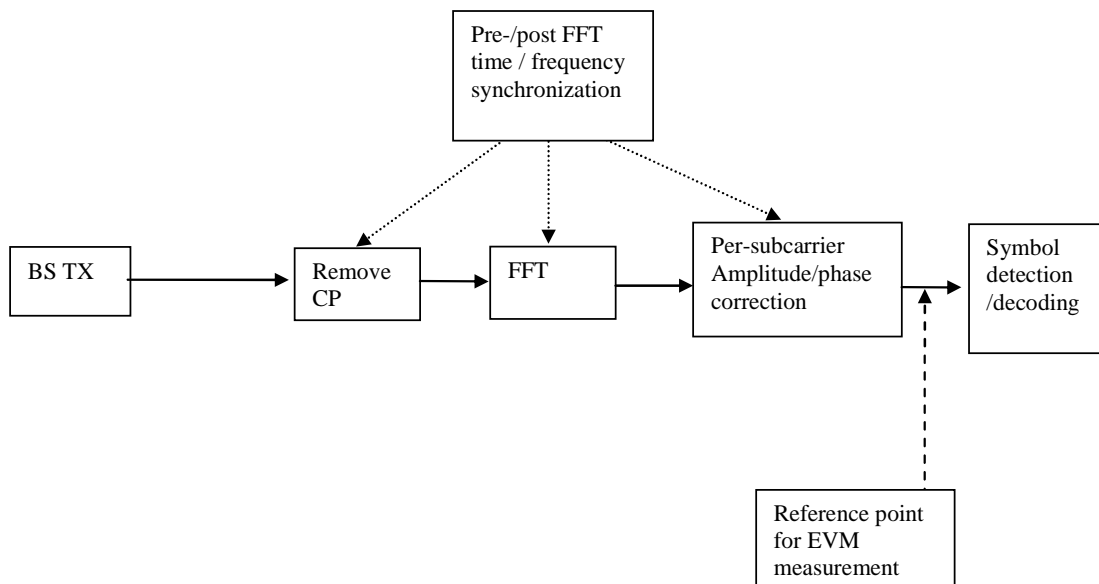 Pre-/post FFT
time / frequency
synchronization
BS TX
Remove
CP
FFT
Per-subcarrier
Amplitude/phase
correction
Symbol
detection
/decoding
Reference point
for EVM
measurement